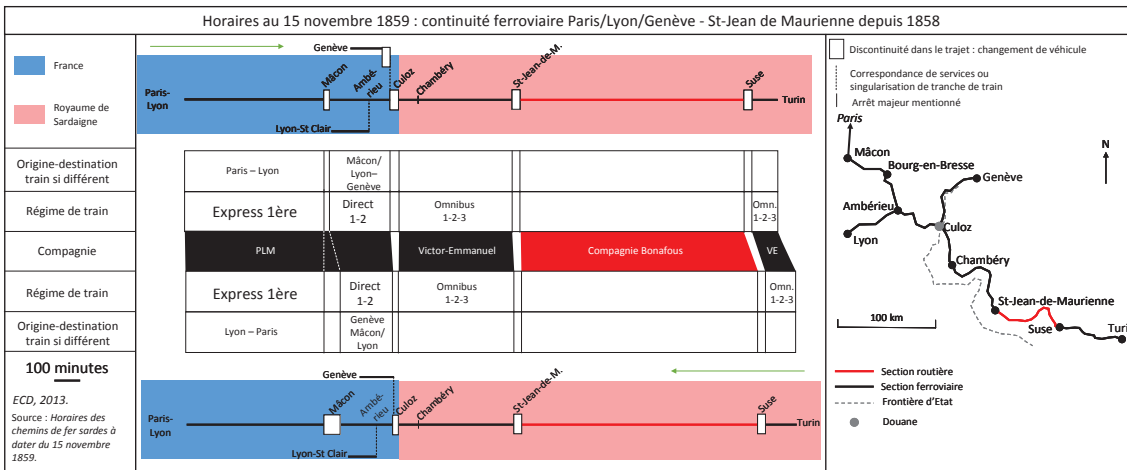 Horaires au 15 novembre 1859 : continuité ferroviaire Paris/Lyon/Genève - St-Jean de Maurienne depuis 1858
France
Royaume de
Sardaigne
Genève
Mâcon
Ambé-
rieu
Culoz
Chambéry
St-Jean-de-M.
Suse
Paris-
Lyon
Turin
Lyon-St Clair
Origine-destination
train si différent
Paris – Lyon
Mâcon/
Lyon–
Genève
Régime de train
Express 1ère
Direct
1-2
Omnibus
1-2-3
Omn.
1-2-3
Compagnie
PLM
Victor-Emmanuel
Compagnie Bonafous
VE
Régime de train
Express 1ère
Direct
1-2
Omnibus
1-2-3
Omn.
1-2-3
Origine-destination
train si différent
Lyon – Paris
Genève
Mâcon/
Lyon
100 minutes
ECD, 2013.
Source : Horaires des
chemins de fer sardes à
dater du 15 novembre
1859.
Genève
Mâcon
Ambé-
rieu
Culoz
Chambéry
St-Jean-de-M.
Suse
Paris-
Lyon
Turin
Lyon-St Clair
Discontinuité dans le trajet : changement de véhicule
Correspondance de services ou
singularisation de tranche de train
Arrêt majeur mentionné
Paris
N
Mâcon
Bourg-en-Bresse
Genève
Ambérieu
Culoz
Lyon
Chambéry
St-Jean-de-Maurienne
100 km
Suse
Turi
Section routière
Section ferroviaire
Frontière d'Etat
Douane